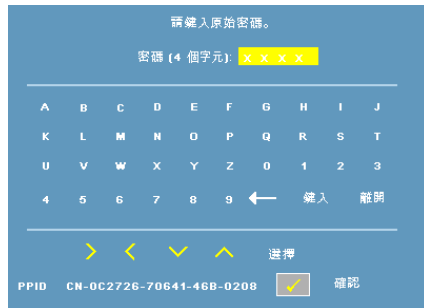 請鍵入原始密碼。
密碼 (4 個字元): X X X X
A B C D E F G H I J
K L M N O P Q R S T
U V W X Y Z 0 1 2 3
4 5 6 7 8 9 ← 鍵入 離開
選擇
PPID CN-0C2726-70641-46B-0208 ✓ 確認